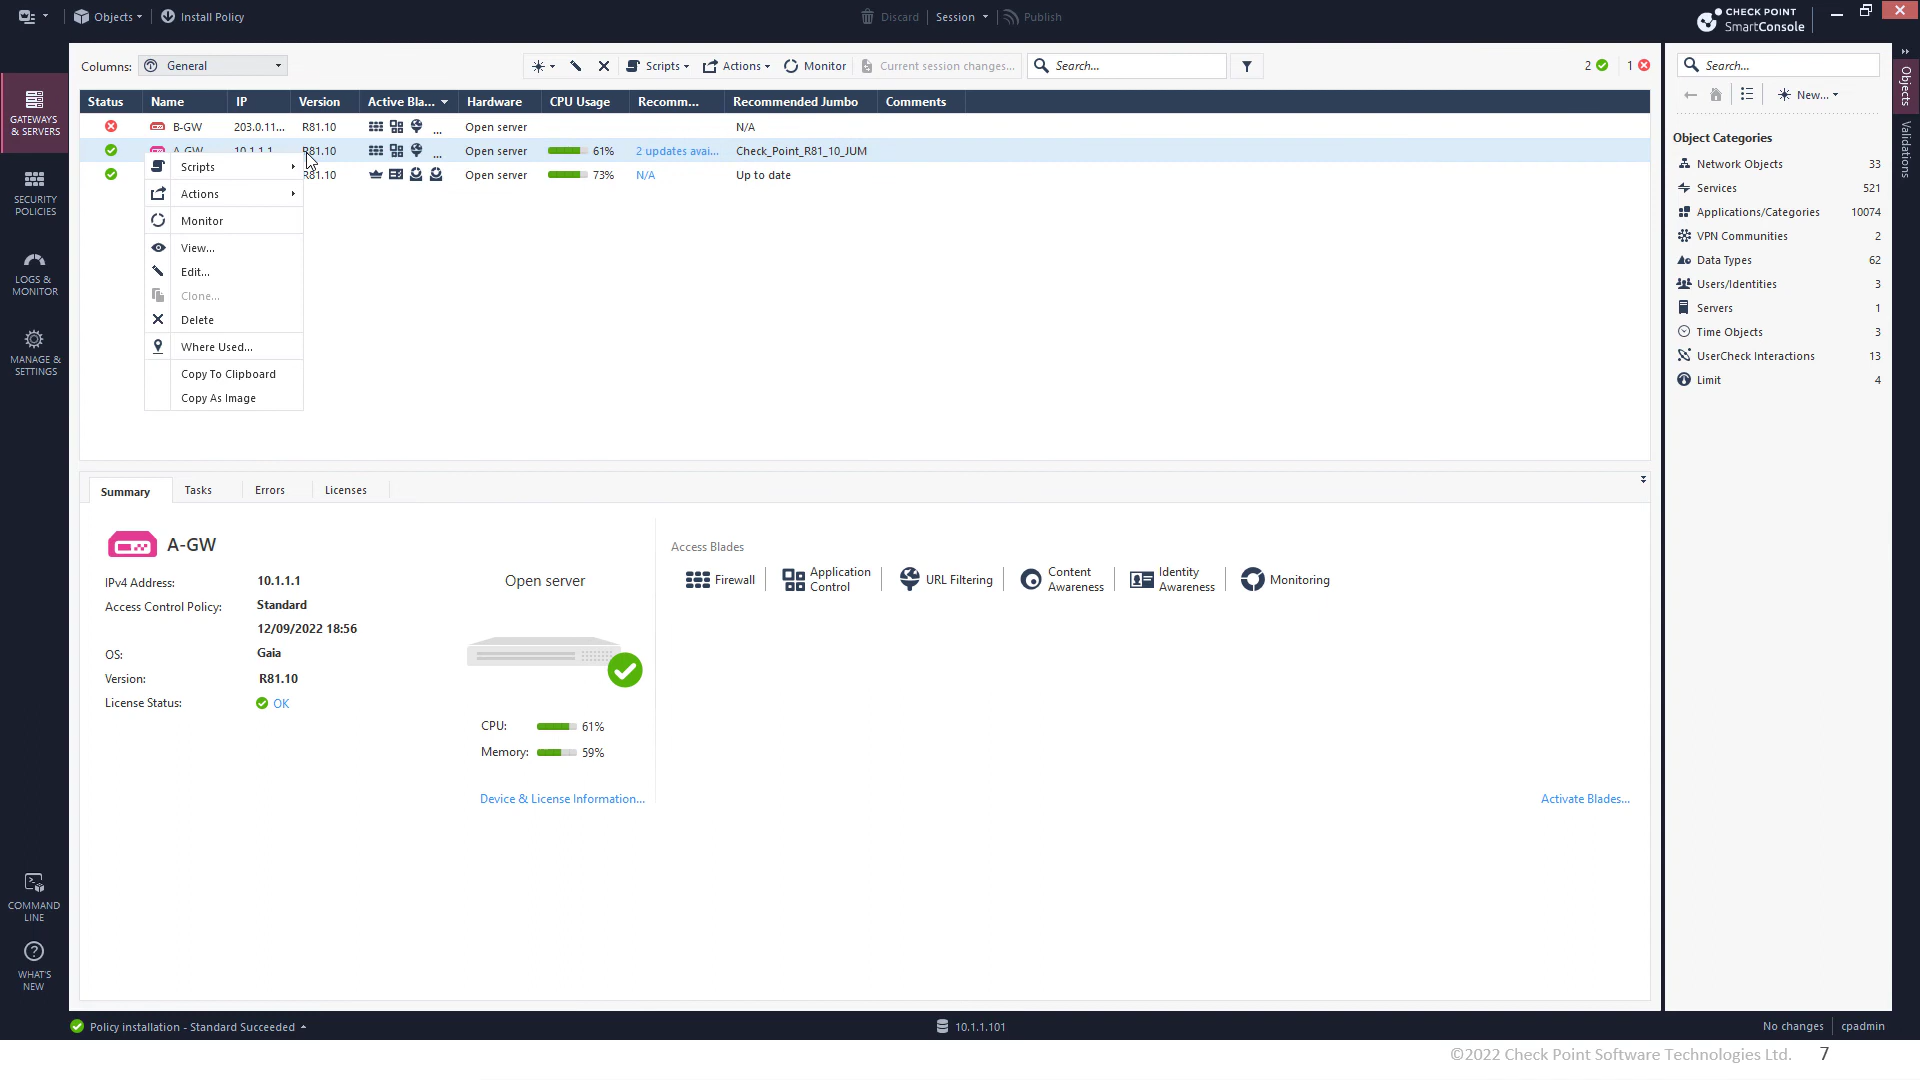 Objects
Install Policy
Discard
Session
Publish
CHECK POINT
SmartConsole
Columns:
General
Scripts
Actions
Monitor
Current session changes...
Search...
2
1
Status
Name
IP
Version
Active Bla...
Hardware
CPU Usage
Recomm...
Recommended Jumbo
Comments
B-GW
203.0.11...
R81.10
...
Open server
N/A
A-GW
10.1.1.1
R81.10
...
Open server
61%
2 updates avai...
Check_Point_R81_10_JUM
R81.10
Open server
73%
N/A
Up to date
Scripts
Actions
Monitor
View...
Edit...
Clone...
Delete
Where Used...
Copy To Clipboard
Copy As Image
GATEWAYS
& SERVERS
SECURITY
POLICIES
LOGS &
MONITOR
MANAGE &
SETTINGS
COMMAND
LINE
WHAT'S
NEW
Summary
Tasks
Errors
Licenses
A-GW
IPv4 Address:
10.1.1.1
Access Control Policy:
Standard
12/09/2022 18:56
OS:
Gaia
Version:
R81.10
License Status:
OK
Open server
CPU:
61%
Memory:
59%
Device & License Information...
Access Blades
Firewall
Application
Control
URL Filtering
Content
Awareness
Identity
Awareness
Monitoring
Activate Blades...
Search...
New...
Object Categories
Network Objects 33
Services 521
Applications/Categories 10074
VPN Communities 2
Data Types 62
Users/Identities 3
Servers 1
Time Objects 3
UserCheck Interactions 13
Limit 4
Objects
Validations
Policy installation - Standard Succeeded
10.1.1.101
No changes
cpadmin
©2022 Check Point Software Technologies Ltd.
7